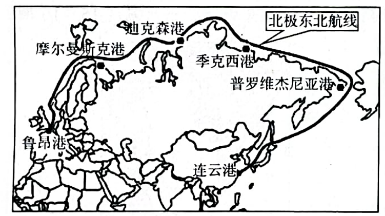 北极东北航线
迪克森港
摩尔曼斯克港
季克西港
普罗维杰尼亚港
鲁昂港
连云港